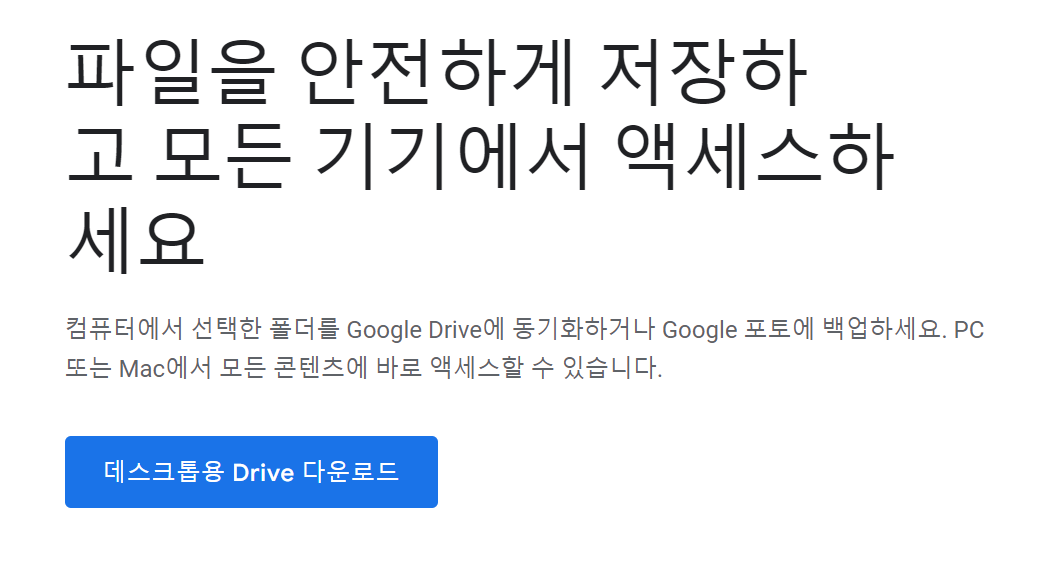 파일을 안전하게 저장하
고 모든 기기에서 액세스하
세요
컴퓨터에서 선택한 폴더를 Google Drive에 동기화하거나 Google 포토에 백업하세요. PC
또는 Mac에서 모든 콘텐츠에 바로 액세스할 수 있습니다.
데스크톱용 Drive 다운로드